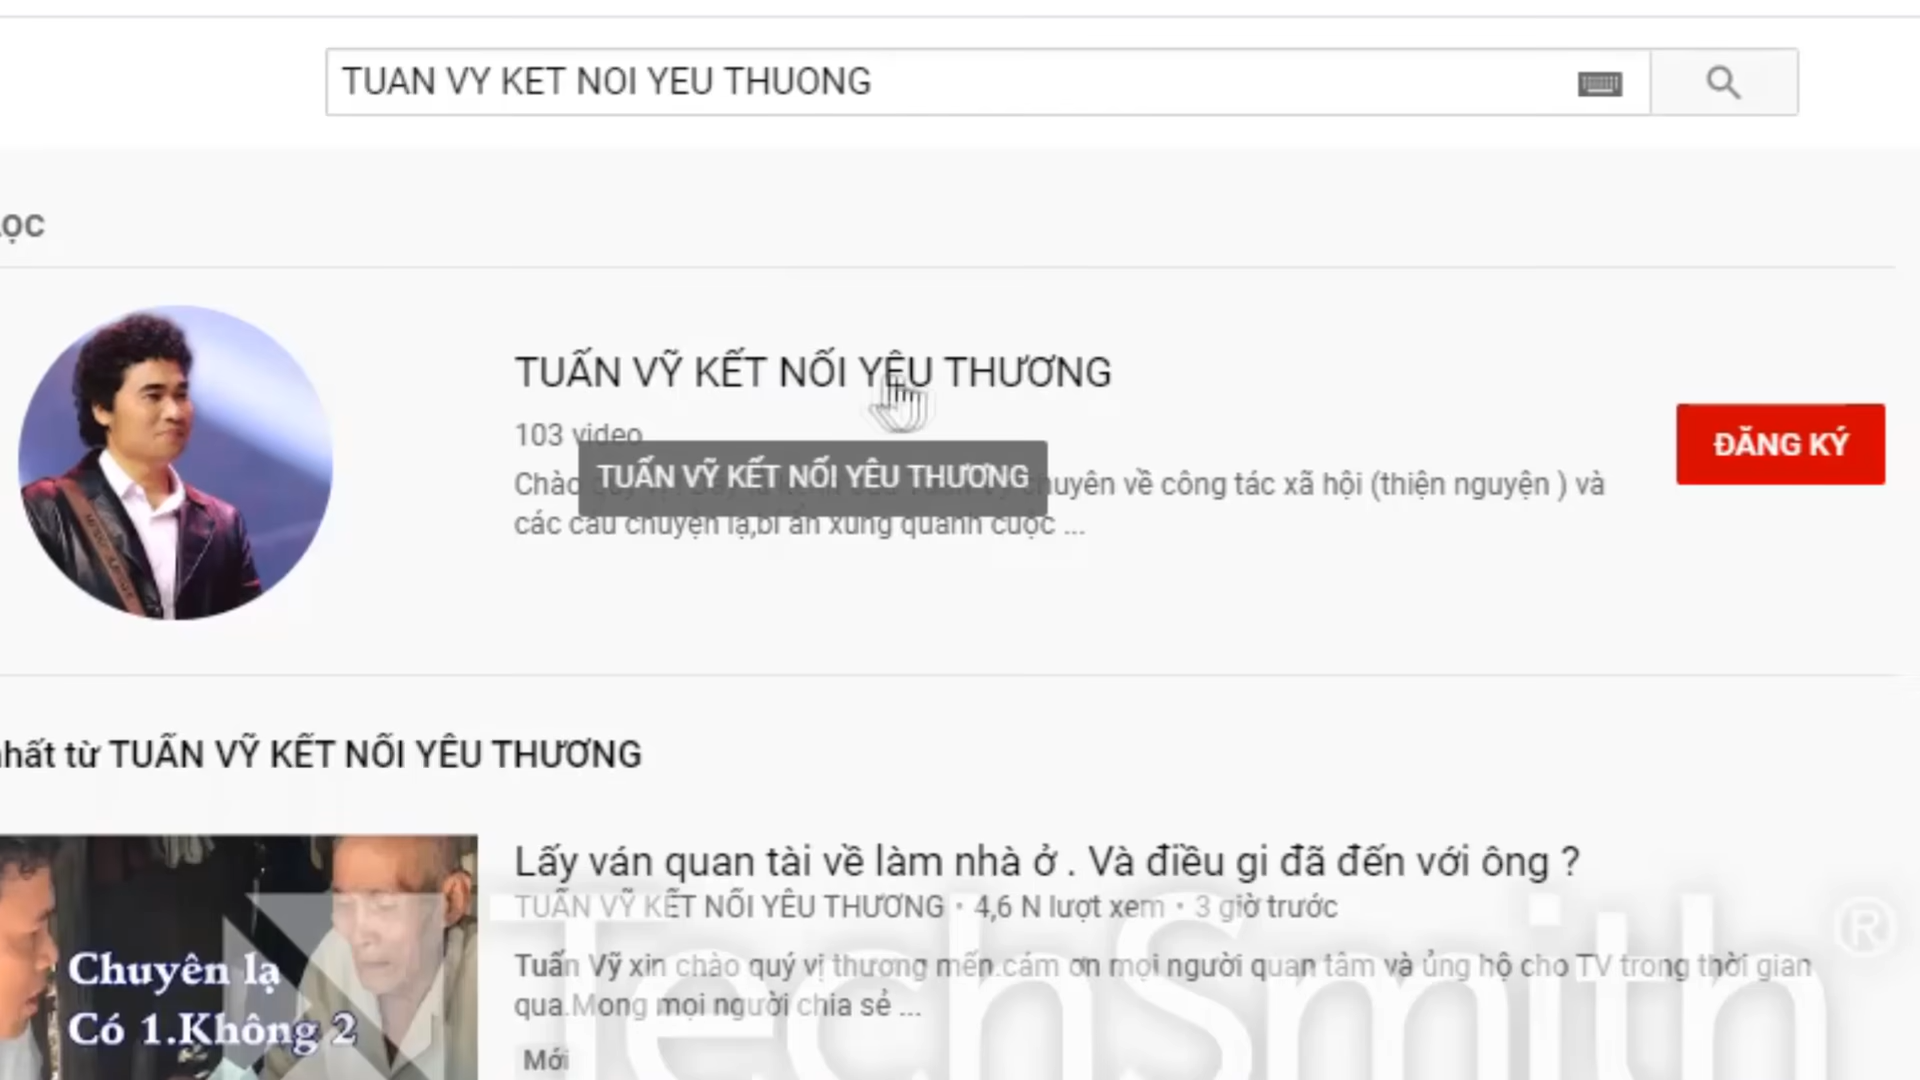 TUAN VY KET NOI YEU THUONG
ỌC
TUẤN VỸ KẾT NỐI YÊU THƯƠNG
103 video
TUẤN VỸ KẾT NỐI YÊU THƯƠNG
ĐĂNG KÝ
Chào chuyên về công tác xã hội (thiện nguyện ) và
các câu chuyện lạ,bí ẩn xung quanh cuộc ...
nhất từ TUẤN VỸ KẾT NỐI YÊU THƯƠNG
Lấy ván quan tài về làm nhà ở . Và điều gi đã đến với ông ?
TUẤN VỸ KẾT NỐI YÊU THƯƠNG • 4,6 N lượt xem • 3 giờ trước
Tuấn Vỹ xin chào quý vị thương mến.cám ơn mọi người quan tâm và ủng hộ cho TV trong thời gian
qua.Mong mọi người chia sẻ ...
Mới
Chuyên lạ
Có 1.Không 2
TechSmith®